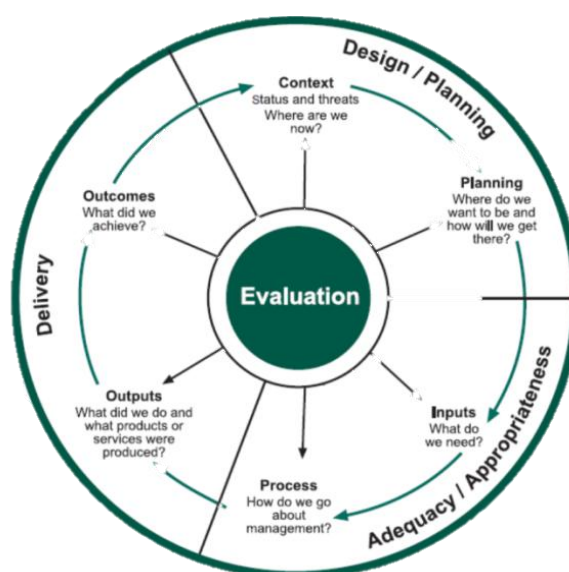 Design / Planning
Context
Status and threats
Where are we
now?
Planning
Where do we
want to be and
how will we get
there?
Outcomes
What did we
achieve?
Delivery
Evaluation
Outputs
What did we do and
what products or
services were
produced?
Inputs
What do
we need?
Process
How do we go
about
management?
Adequacy / Appropriateness